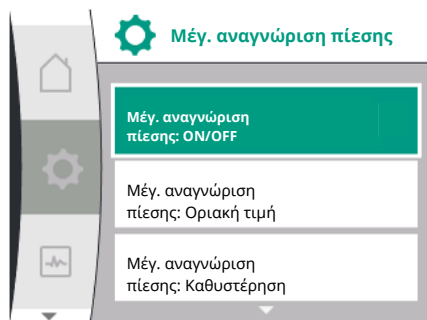 Μέγ. αναγνώριση πίεσης
Μέγ. αναγνώριση
πίεσης: ON/OFF
Μέγ. αναγνώριση
πίεσης: Οριακή τιμή
Μέγ. αναγνώριση
πίεσης: Καθυστέρηση